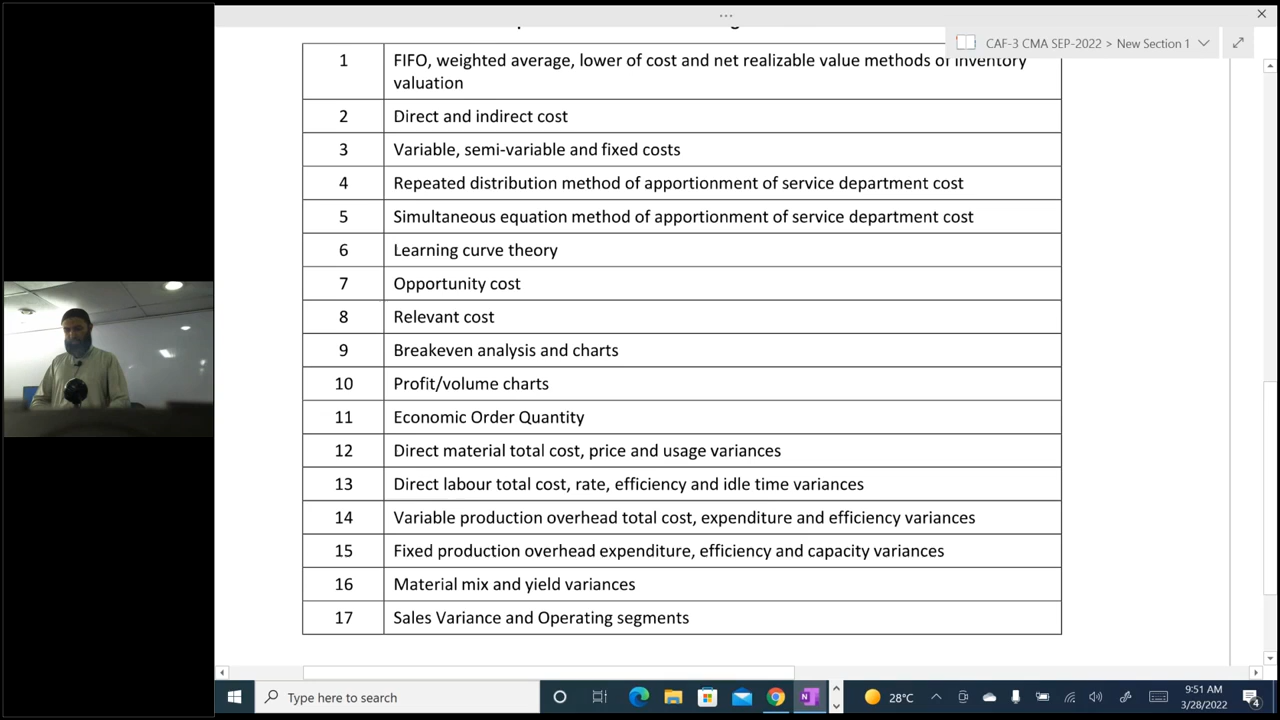 CAF-3 CMA SEP-2022 > New Section 1
1 FIFO, weighted average, lower of cost and net realizable value methods of inventory
valuation
2 Direct and indirect cost
3 Variable, semi-variable and fixed costs
4 Repeated distribution method of apportionment of service department cost
5 Simultaneous equation method of apportionment of service department cost
6 Learning curve theory
7 Opportunity cost
8 Relevant cost
9 Breakeven analysis and charts
10 Profit/volume charts
11 Economic Order Quantity
12 Direct material total cost, price and usage variances
13 Direct labour total cost, rate, efficiency and idle time variances
14 Variable production overhead total cost, expenditure and efficiency variances
15 Fixed production overhead expenditure, efficiency and capacity variances
16 Material mix and yield variances
17 Sales Variance and Operating segments
Type here to search
28°C
9:51 AM
3/28/2022
4